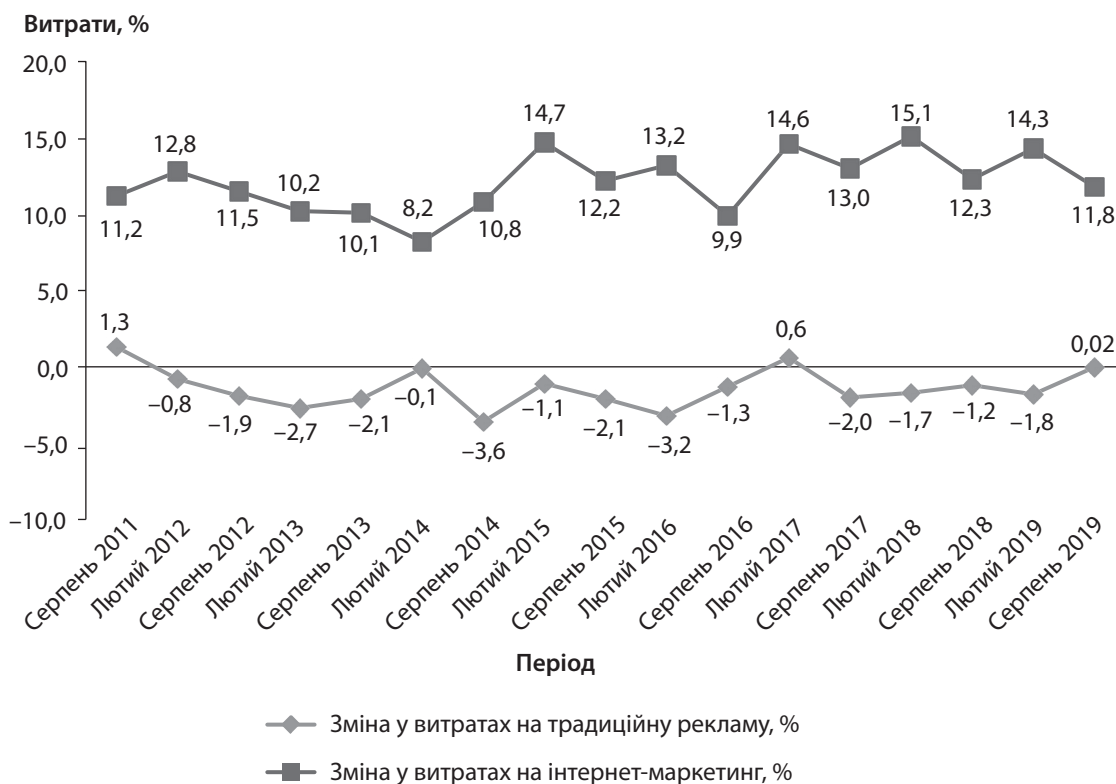 Витрати, %
20,0
15,0
10,0
5,0
0,0
–5,0
–10,0
11,2
12,8
11,5
10,2
10,1
8,2
10,8
14,7
12,2
13,2
9,9
14,6
13,0
15,1
12,3
14,3
11,8
1,3
–0,8
–1,9
–2,7
–2,1
–0,1
–3,6
–1,1
–2,1
–3,2
–1,3
0,6
–2,0
–1,7
–1,2
–1,8
0,02
Серпень 2011
Лютий 2012
Серпень 2012
Лютий 2013
Серпень 2013
Лютий 2014
Серпень 2014
Лютий 2015
Серпень 2015
Лютий 2016
Серпень 2016
Лютий 2017
Серпень 2017
Лютий 2018
Серпень 2018
Лютий 2019
Серпень 2019
Період
Зміна у витратах на традиційну рекламу, %
Зміна у витратах на інтернет-маркетинг, %